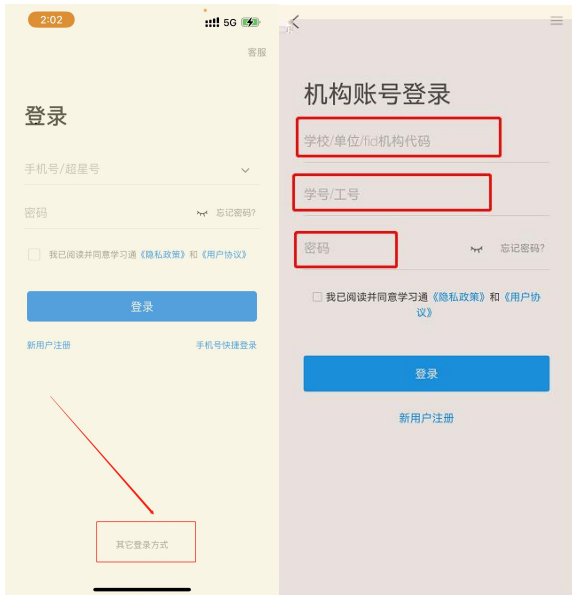 2:02
5G
客服
登录
手机号/超星号
密码
忘记密码?
我已阅读并同意学习通《隐私政策》和《用户协议》
登录
新用户注册
手机号快捷登录
其它登录方式
机构账号登录
学校/单位/fid机构代码
学号/工号
密码
忘记密码?
我已阅读并同意学习通《隐私政策》和《用户协
议》
登录
新用户注册